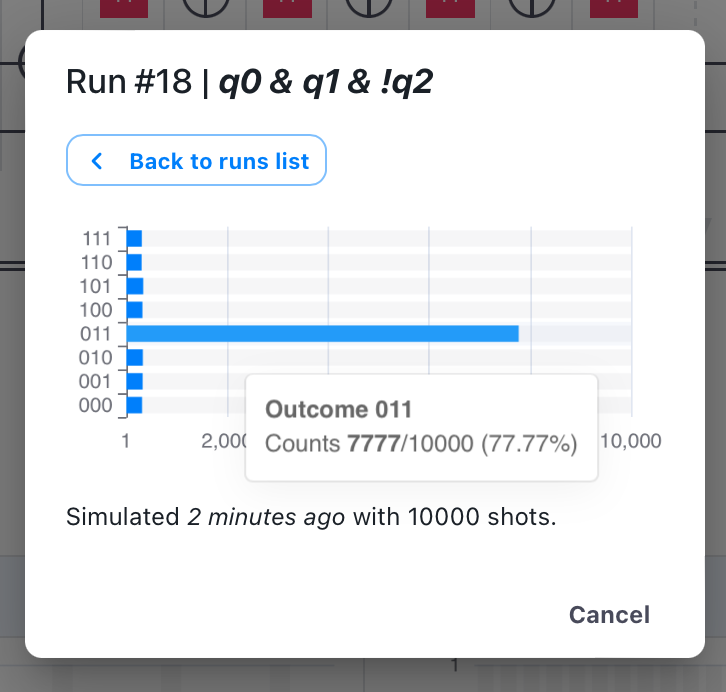 Run #18 | q0 & q1 & !q2
Back to runs list
111
110
101
100
011
010
001
000
Outcome 011
Counts 7777/10000 (77.77%)
1 2,000 10,000
Simulated 2 minutes ago with 10000 shots.
Cancel
1